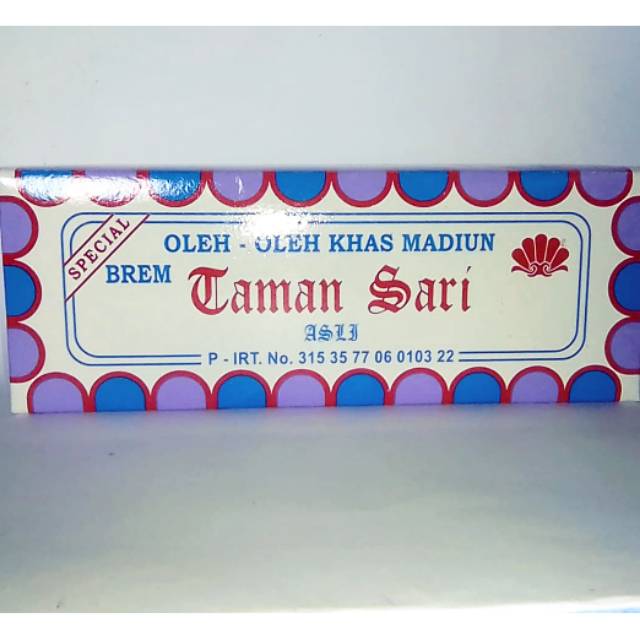 SPECIAL
OLEH - OLEH KHAS MADIUN
BREM Taman Sari
ASLI
P - IRT. No. 315 35 77 06 0103 22